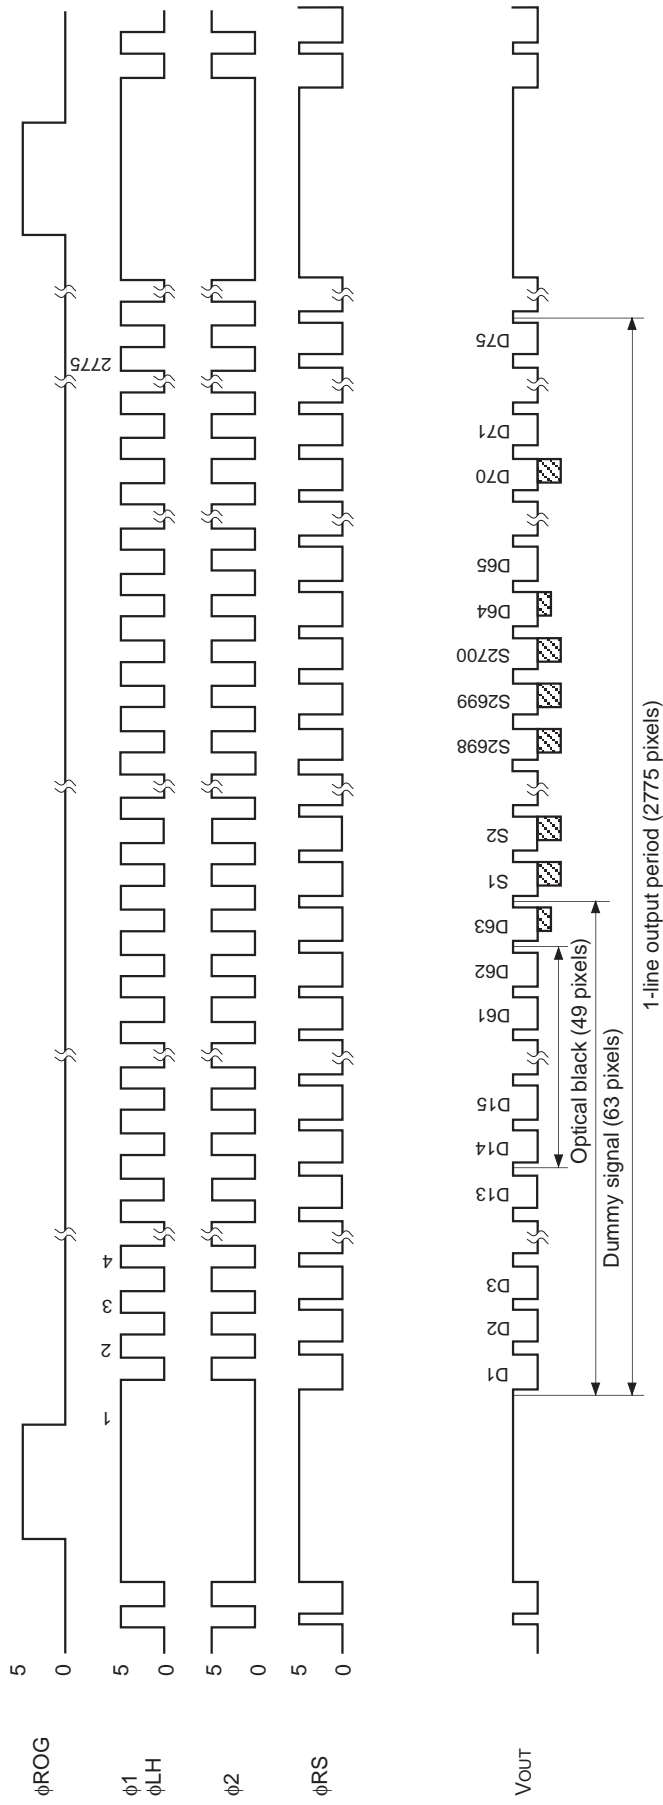 φROG
5
0
φ1
φLH
5
0
1
2
3
4
2775
φ2
5
0
φRS
5
0
VOUT
D1
D2
D3
D13
D14
D15
D61
D62
D63
S1
S2
S2698
S2699
S2700
D64
D65
D70
D71
D75
Optical black (49 pixels)
Dummy signal (63 pixels)
1-line output period (2775 pixels)